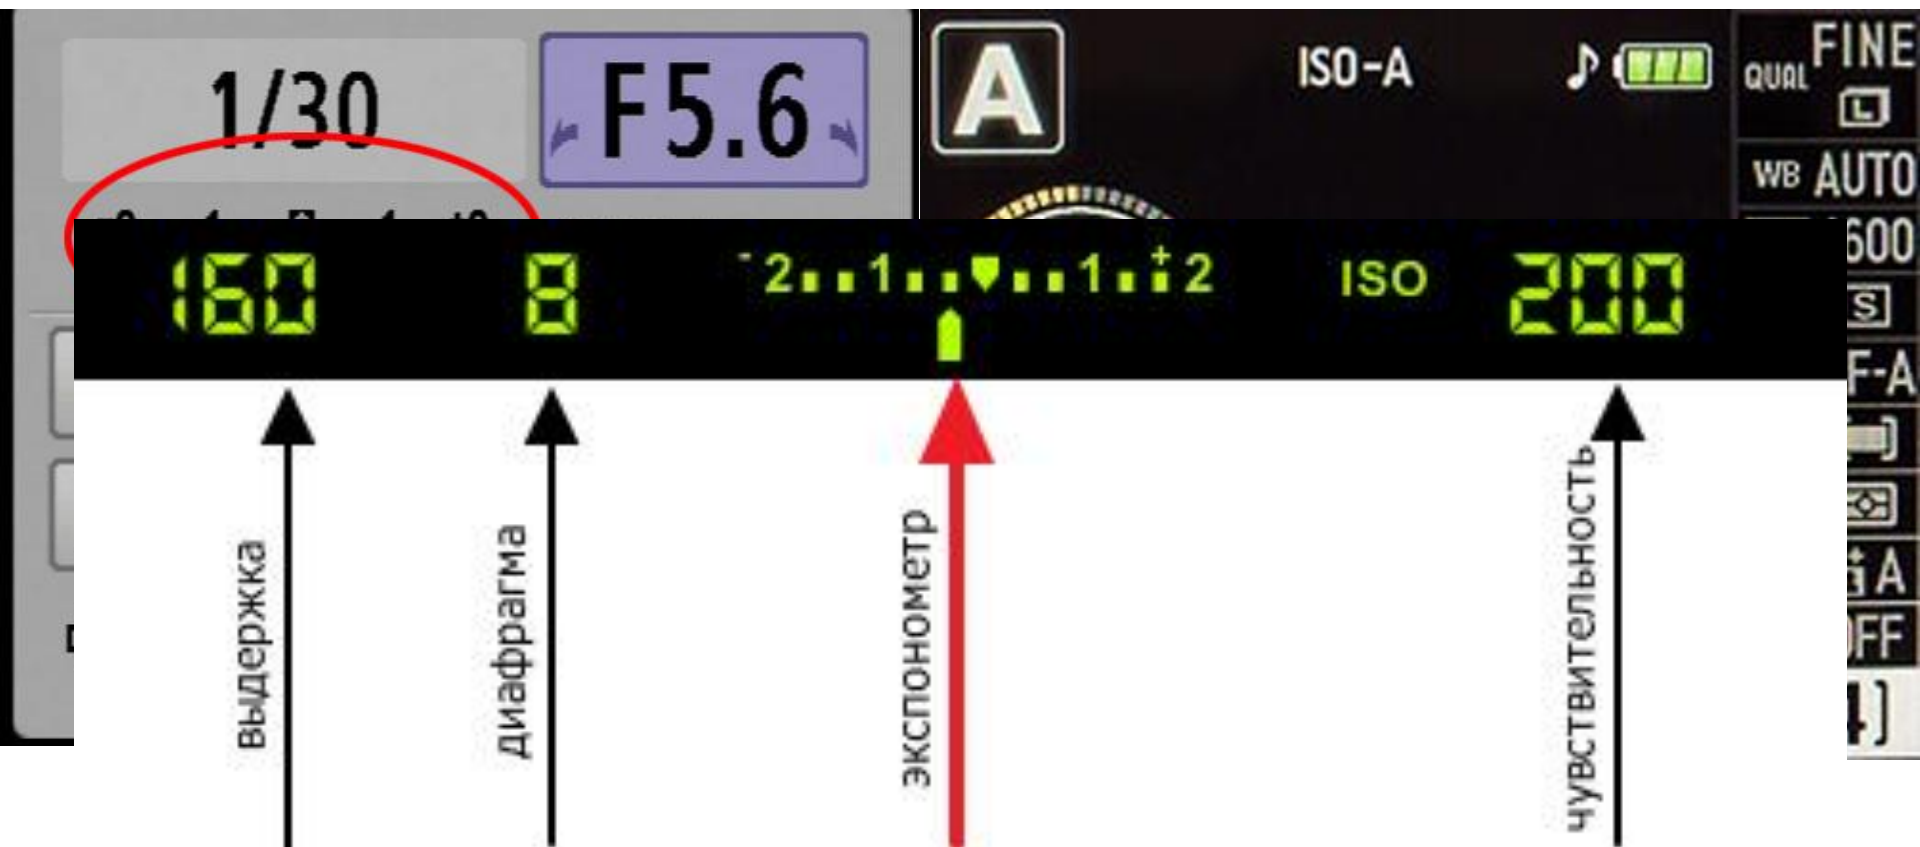 1/30
F5.6
A
ISO-A
QUAL FINE
L
WB AUTO
600
S
F-A
A
160 8 -2..1..▼..1..+2 ISO 200
выдержка
диафрагма
экспонометр
чувствительность